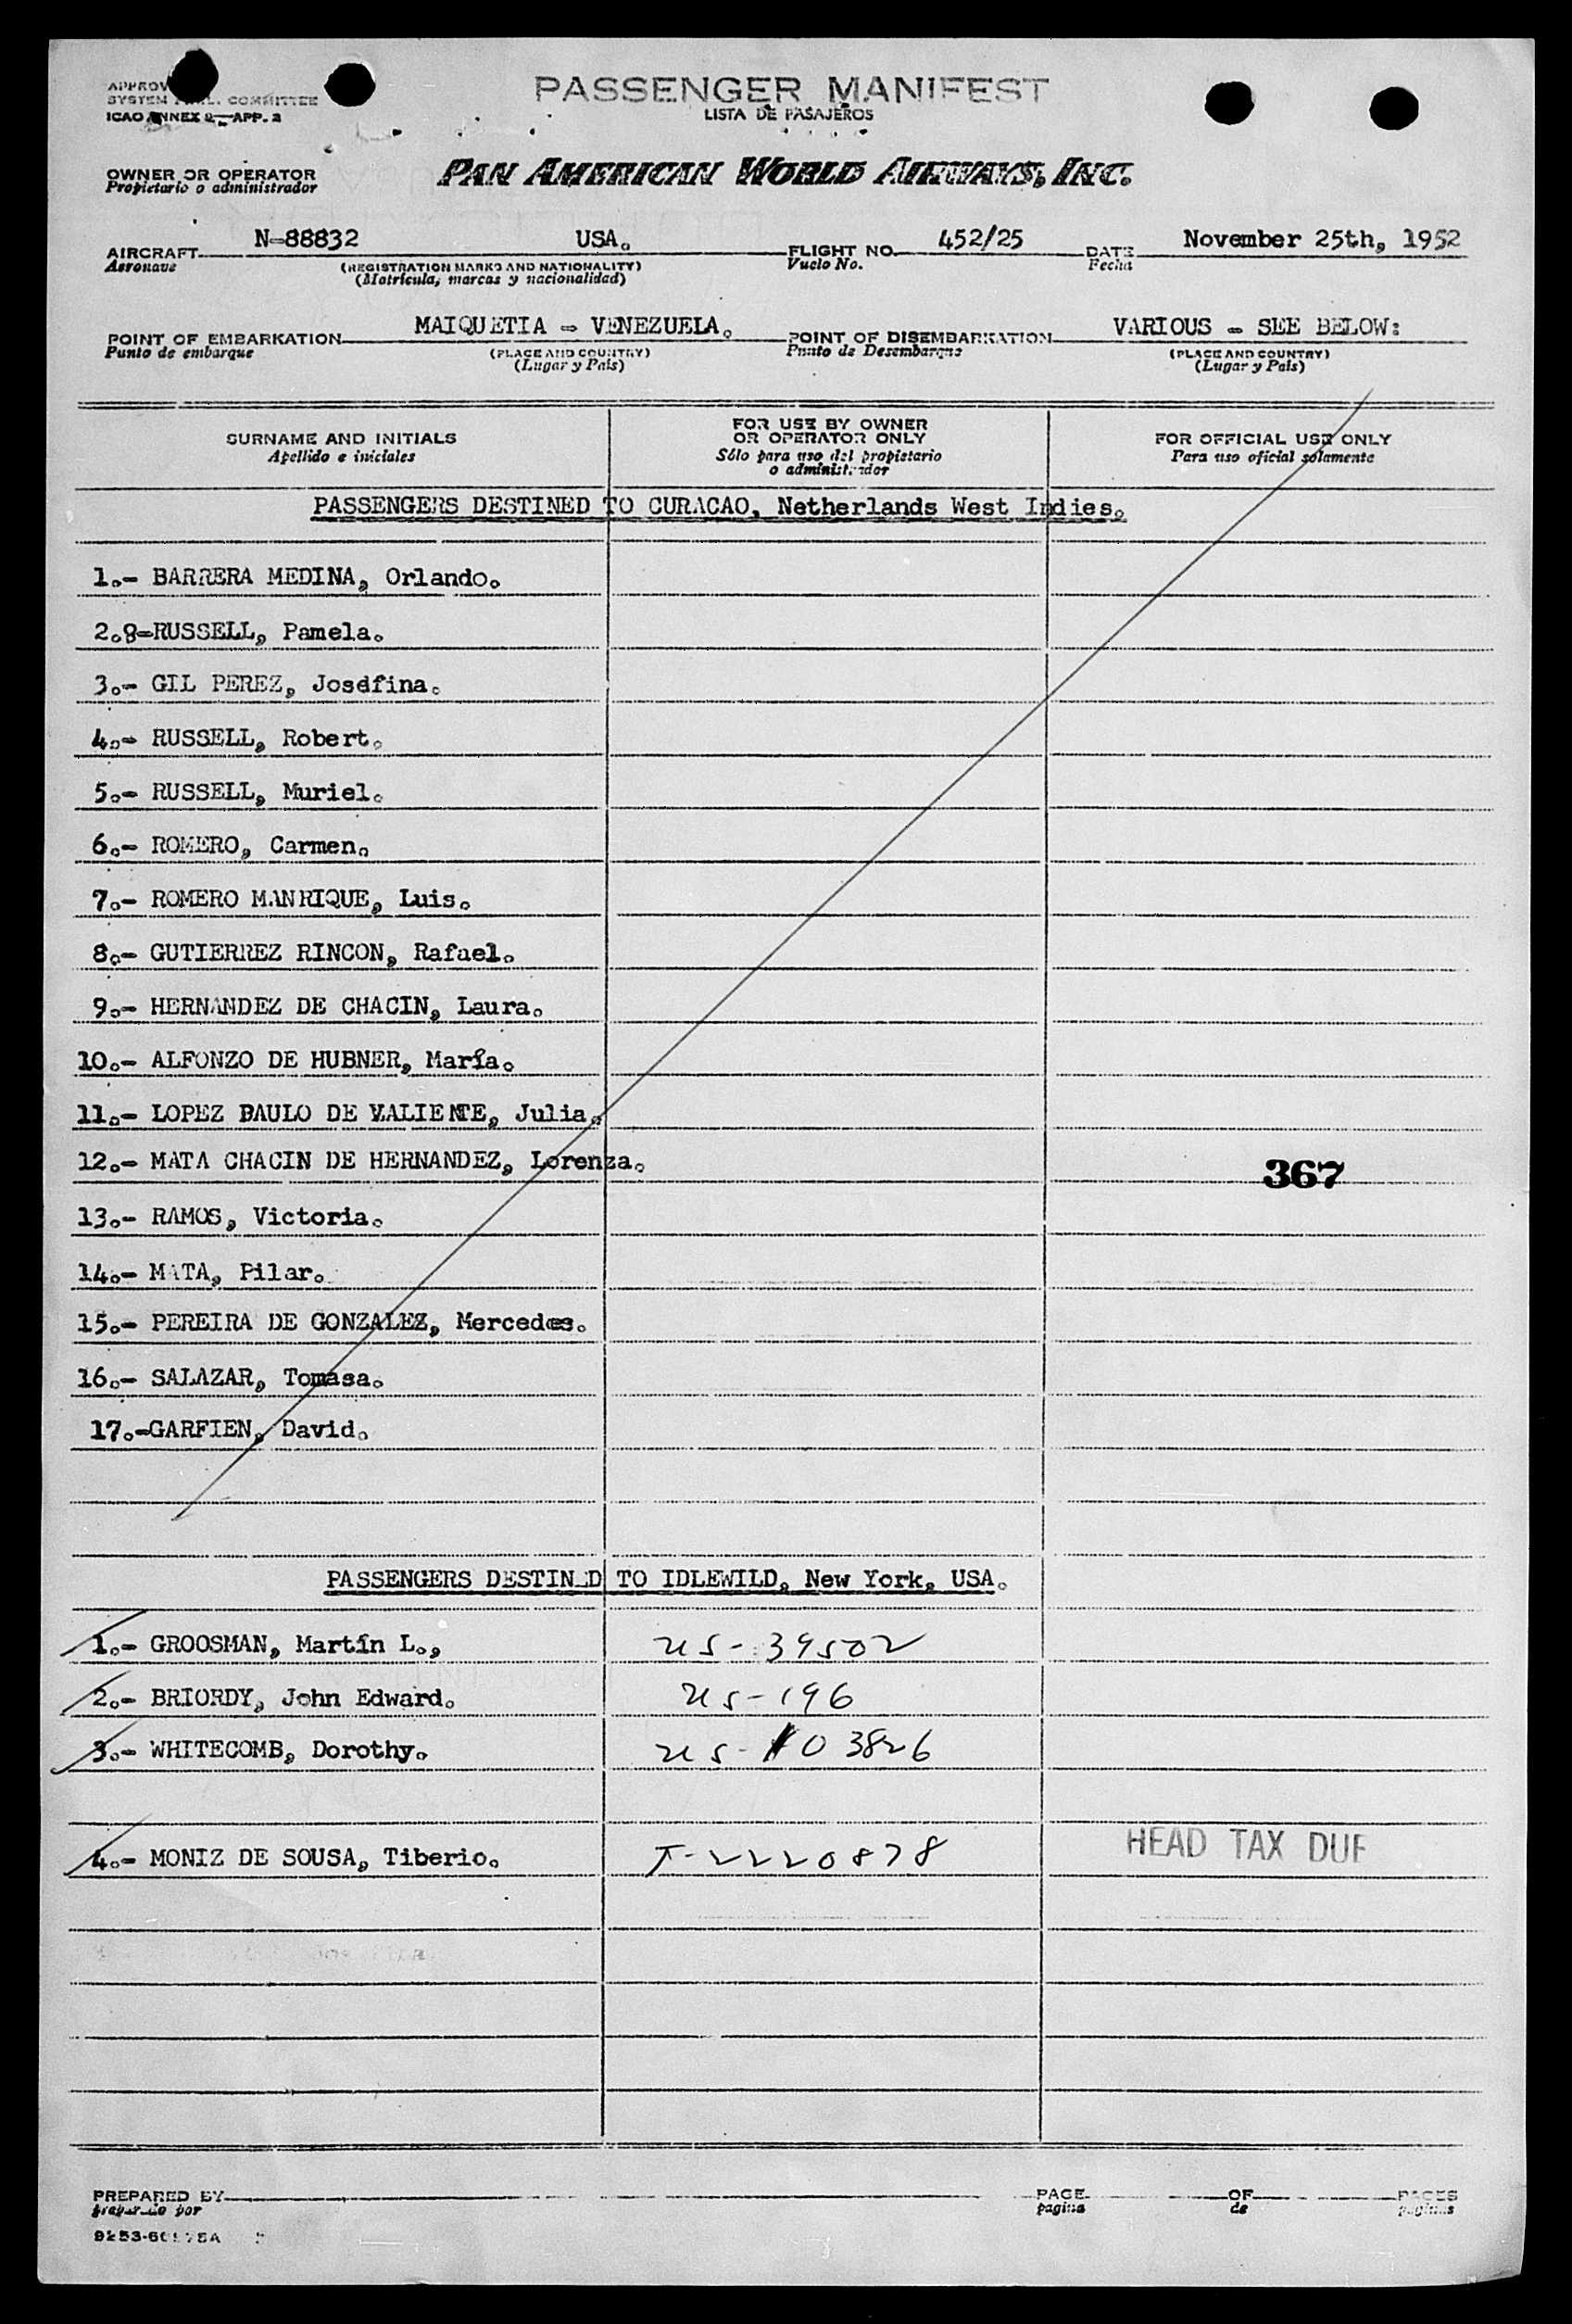 PASSENGER MANIFEST
LISTA DE PASAJEROS
SYSTEM COMMITTEE
ICAO ANNEX 9—APP. 2
OWNER OR OPERATOR
Propietario o administrador
PAN AMERICAN WORLD AIRWAYS, INC.
AIRCRAFT N-88832 USA. FLIGHT NO. 452/25 DATE November 25th, 1952
Aeronave (REGISTRATION MARKS AND NATIONALITY) Vuelo No. Fecha
(Matrícula, marcas y nacionalidad)
POINT OF EMBARKATION MAIQUETIA - VENEZUELA. POINT OF DISEMBARKATION VARIOUS - SEE BELOW:
Punto de embarque (PLACE AND COUNTRY) Punto de Desembarque (PLACE AND COUNTRY)
(Lugar y País) (Lugar y País)
SURNAME AND INITIALS FOR USE BY OWNER OR OPERATOR ONLY FOR OFFICIAL USE ONLY
Apellido e iniciales Sólo para uso del propietario o administrador Para uso oficial solamente
PASSENGERS DESTINED TO CURACAO, Netherlands West Indies.
1.- BARRERA MEDINA, Orlando.
2.-RUSSELL, Pamela.
3.- GIL PEREZ, Josefina.
4.- RUSSELL, Robert.
5.- RUSSELL, Muriel.
6.- ROMERO, Carmen.
7.- ROMERO MANRIQUE, Luis.
8.- GUTIERREZ RINCON, Rafael.
9.- HERNANDEZ DE CHACIN, Laura.
10.- ALFONZO DE HUBNER, María.
11.- LOPEZ BAULO DE VALIENTE, Julia.
12.- MATA CHACIN DE HERNANDEZ, Lorenza.
367
13.- RAMOS, Victoria.
14.- MATA, Pilar.
15.- PEREIRA DE GONZALEZ, Mercedes.
16.- SALAZAR, Tomasa.
17.-GARFIEN, David.
PASSENGERS DESTINED TO IDLEWILD, New York, USA.
1.- GROOSMAN, Martín L., US-39502
2.- BRIORDY, John Edward. US-196
3.- WHITECOMB, Dorothy. US-103826
4.- MONIZ DE SOUSA, Tiberio. T-2220878 HEAD TAX DUE
PREPARED BY PAGE OF PAGES
preparado por pagina de paginas